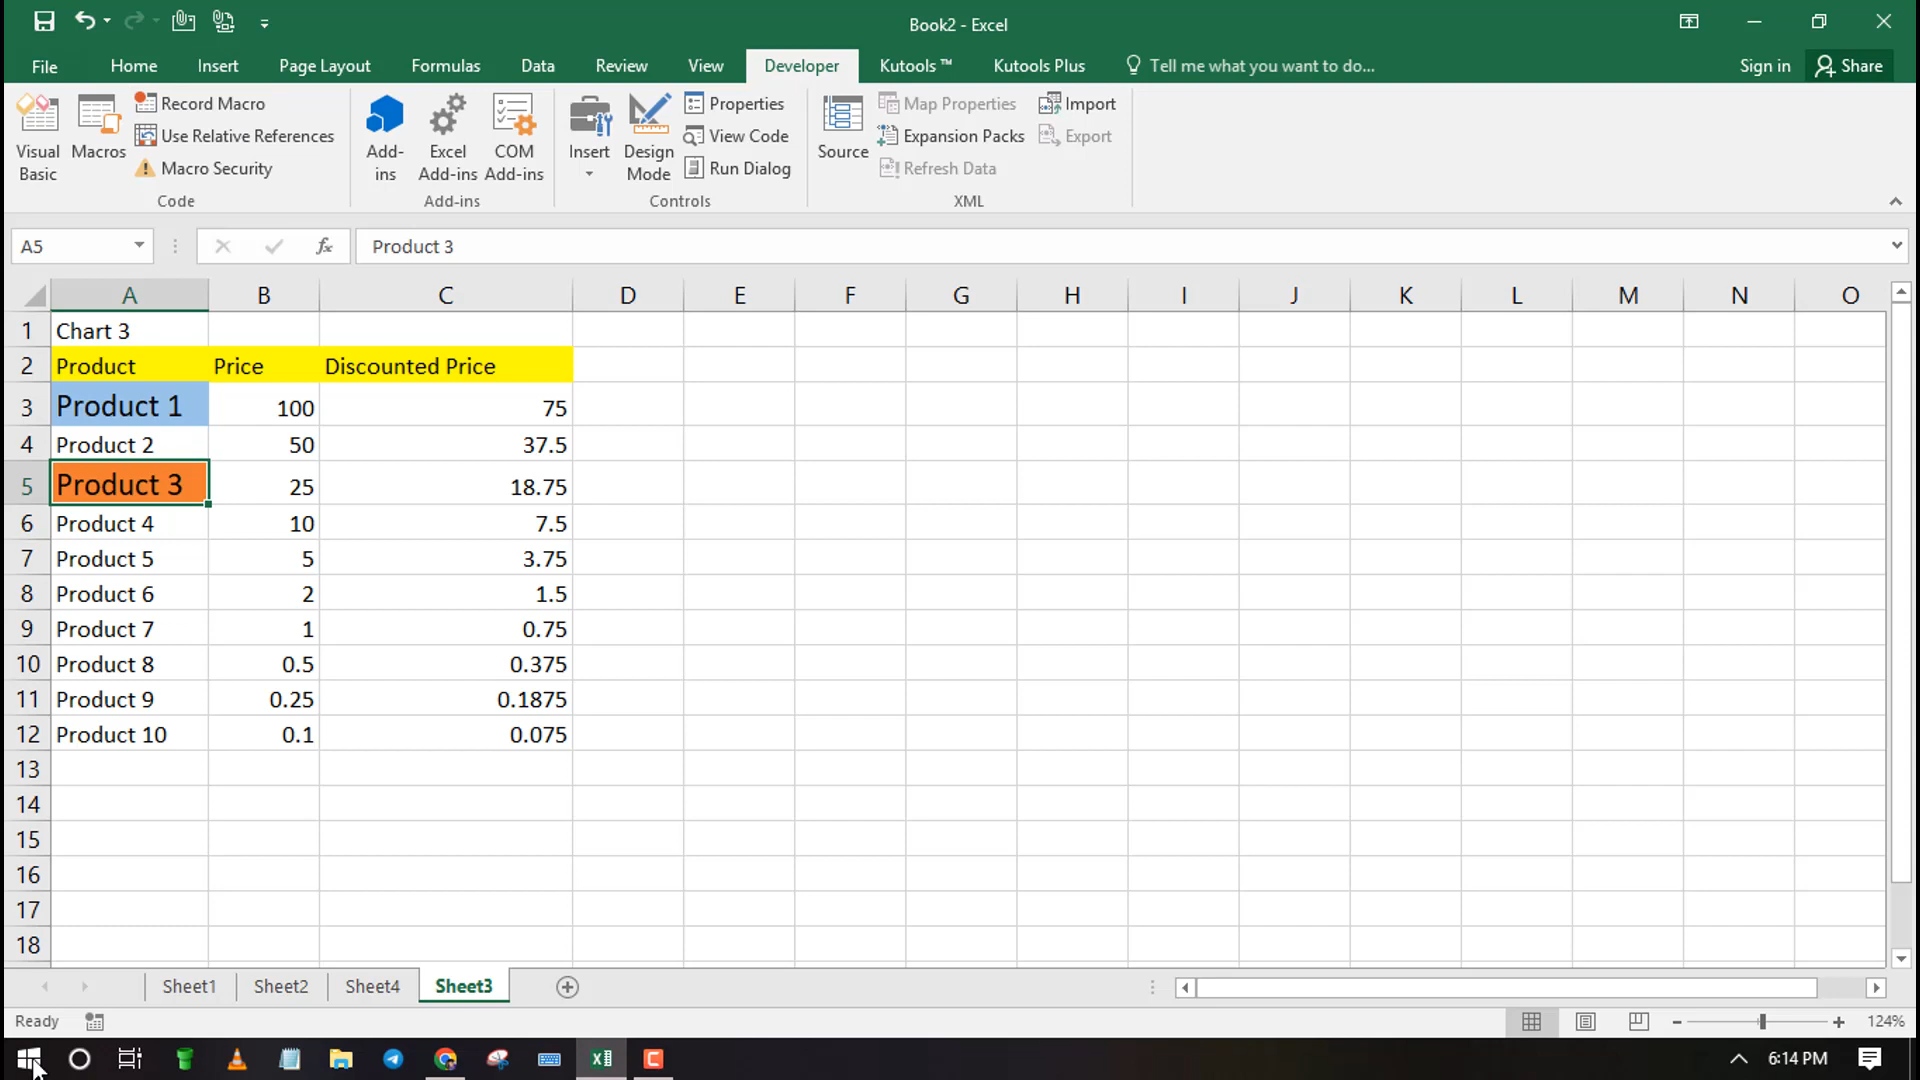 Book2 - Excel
File Home Insert Page Layout Formulas Data Review View Developer Kutools ™ Kutools Plus Tell me what you want to do... Sign in Share
Visual Basic
Macros
Record Macro
Use Relative References
Macro Security
Code
Add-ins
Excel Add-ins
COM Add-ins
Add-ins
Insert
Design Mode
Properties
View Code
Run Dialog
Controls
Source
Map Properties
Expansion Packs
Refresh Data
Import
Export
XML
A5 fx Product 3
A B C D E F G H I J K L M N O
1 Chart 3
2 Product Price Discounted Price
3 Product 1 100 75
4 Product 2 50 37.5
5 Product 3 25 18.75
6 Product 4 10 7.5
7 Product 5 5 3.75
8 Product 6 2 1.5
9 Product 7 1 0.75
10 Product 8 0.5 0.375
11 Product 9 0.25 0.1875
12 Product 10 0.1 0.075
13
14
15
16
17
18
Sheet1 Sheet2 Sheet4 Sheet3
Ready 124%
6:14 PM